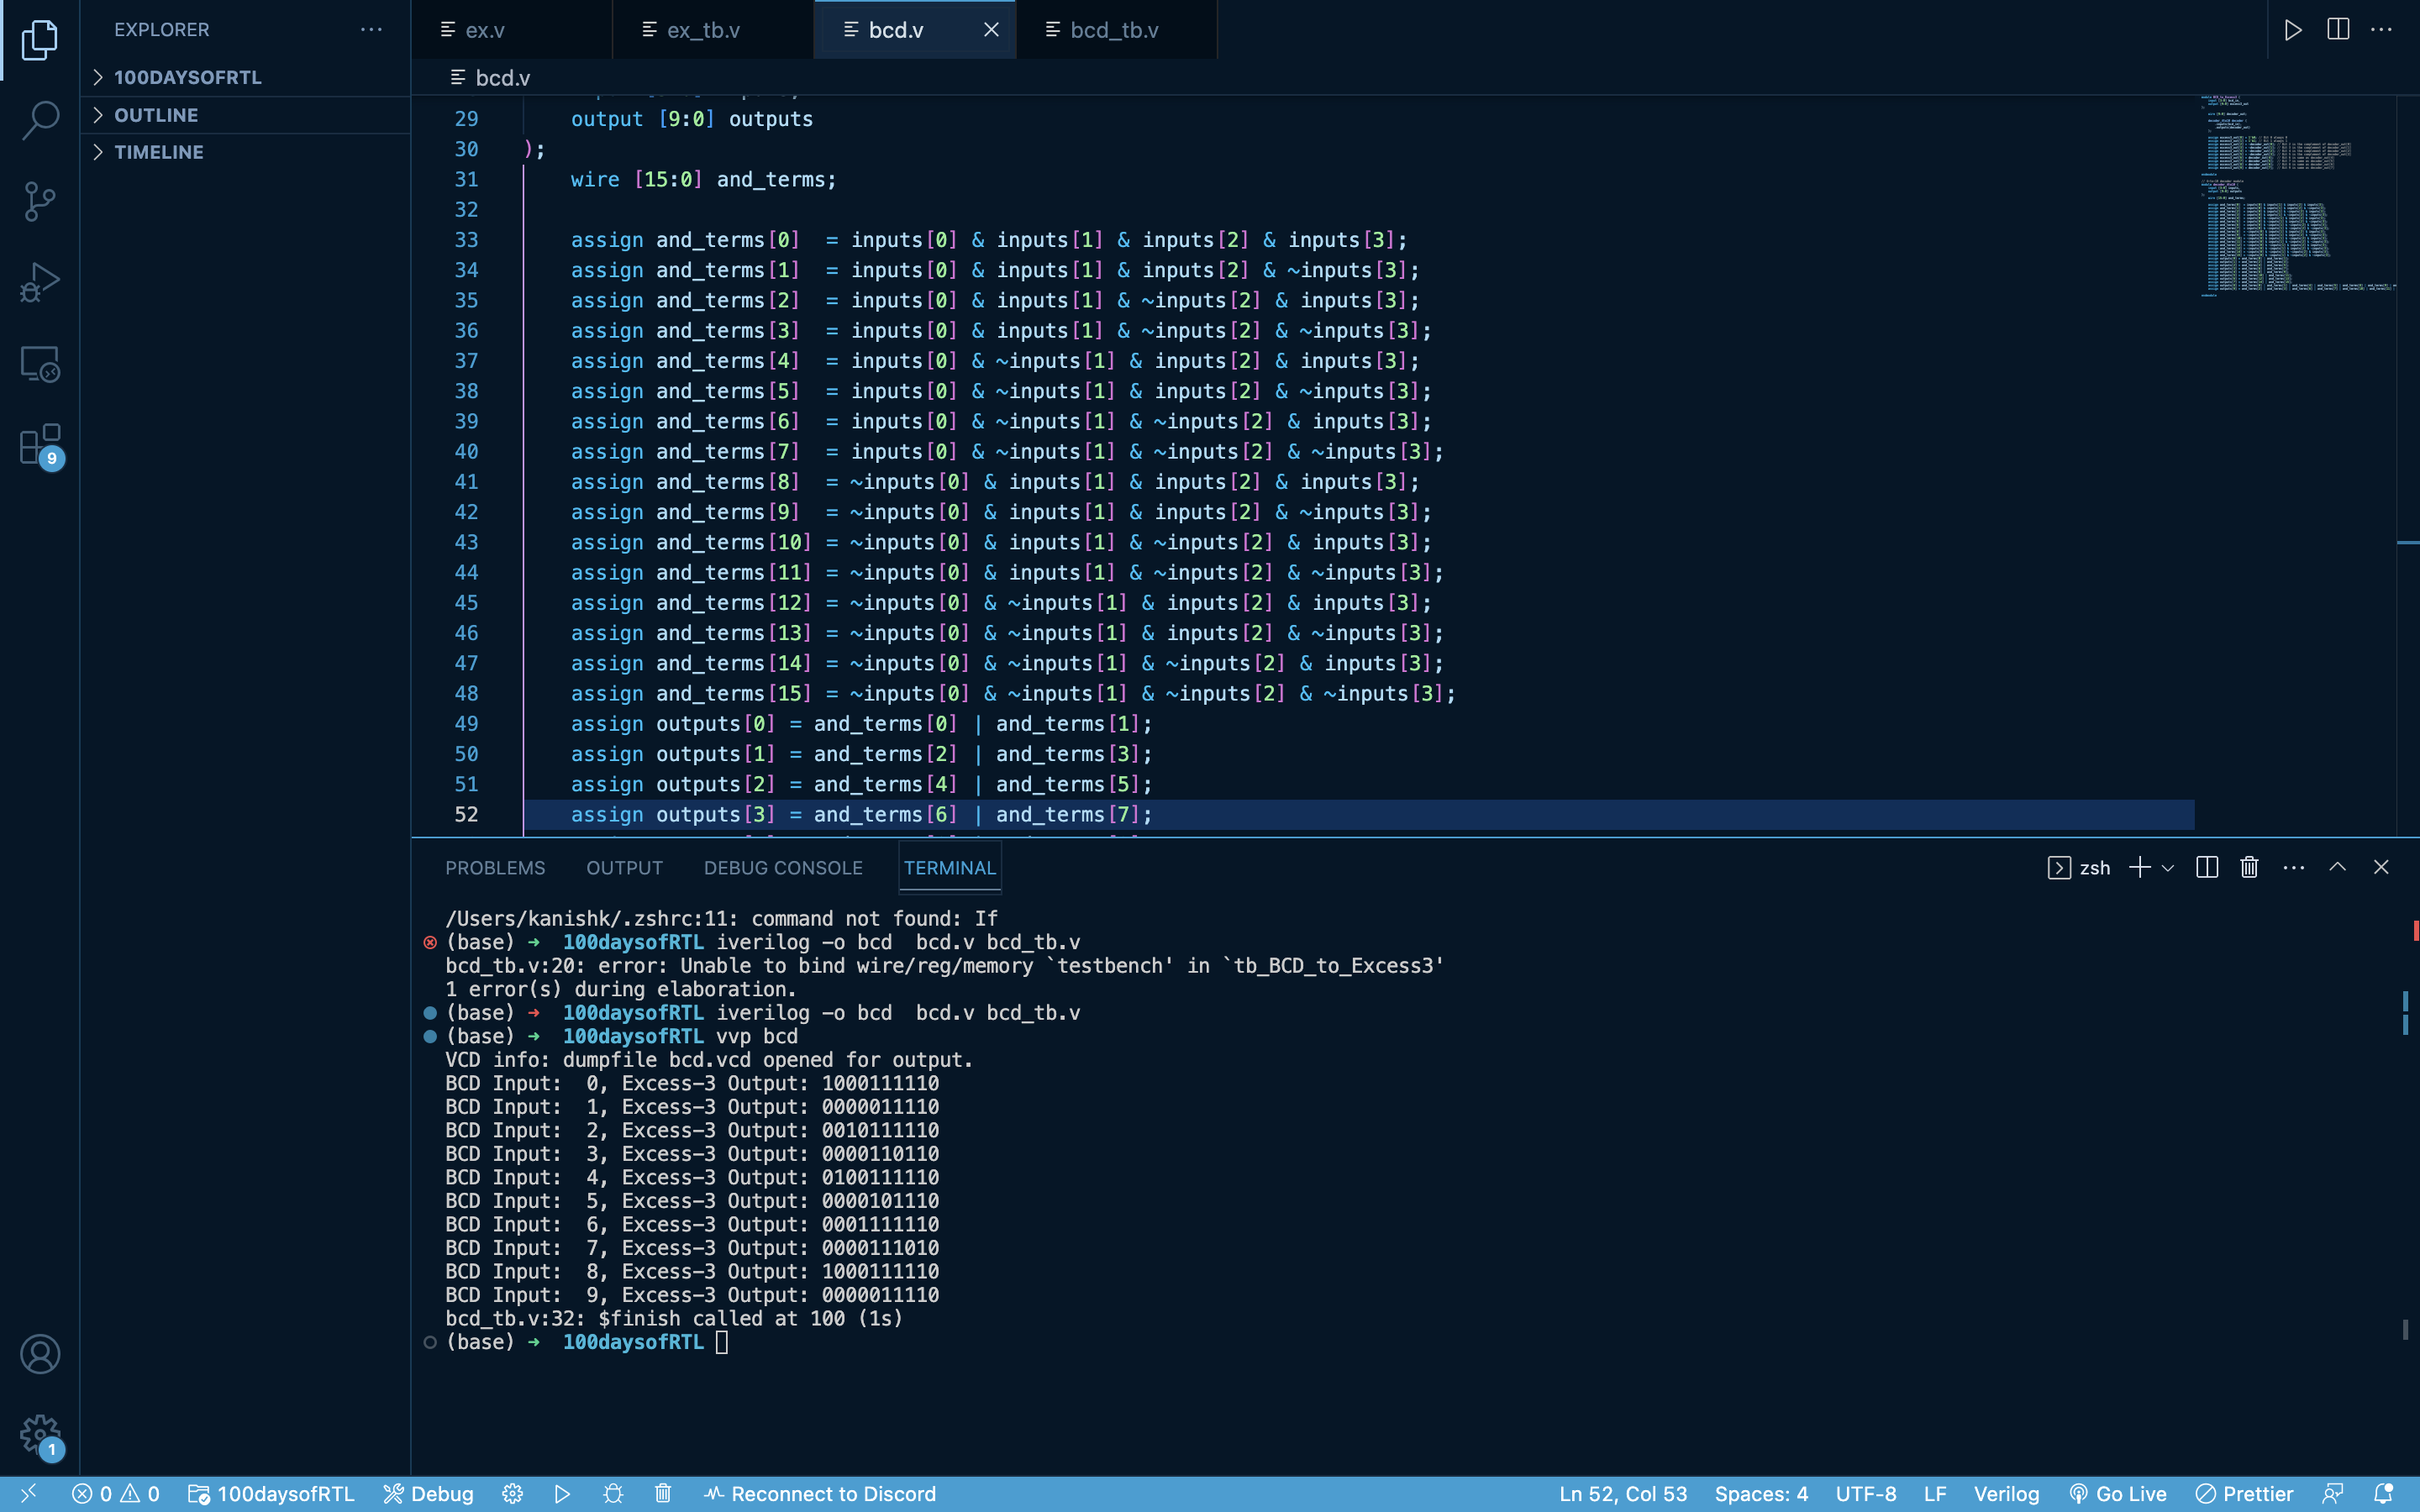 EXPLORER
ex.v
ex_tb.v
bcd.v
bcd_tb.v
100DAYSOFRTL
OUTLINE
TIMELINE
bcd.v
29 output [9:0] outputs
30 );
31 wire [15:0] and_terms;
32
33 assign and_terms[0]  = inputs[0] & inputs[1] & inputs[2] & inputs[3];
34 assign and_terms[1]  = inputs[0] & inputs[1] & inputs[2] & ~inputs[3];
35 assign and_terms[2]  = inputs[0] & inputs[1] & ~inputs[2] & inputs[3];
36 assign and_terms[3]  = inputs[0] & inputs[1] & ~inputs[2] & ~inputs[3];
37 assign and_terms[4]  = inputs[0] & ~inputs[1] & inputs[2] & inputs[3];
38 assign and_terms[5]  = inputs[0] & ~inputs[1] & inputs[2] & ~inputs[3];
39 assign and_terms[6]  = inputs[0] & ~inputs[1] & ~inputs[2] & inputs[3];
40 assign and_terms[7]  = inputs[0] & ~inputs[1] & ~inputs[2] & ~inputs[3];
41 assign and_terms[8]  = ~inputs[0] & inputs[1] & inputs[2] & inputs[3];
42 assign and_terms[9]  = ~inputs[0] & inputs[1] & inputs[2] & ~inputs[3];
43 assign and_terms[10] = ~inputs[0] & inputs[1] & ~inputs[2] & inputs[3];
44 assign and_terms[11] = ~inputs[0] & inputs[1] & ~inputs[2] & ~inputs[3];
45 assign and_terms[12] = ~inputs[0] & ~inputs[1] & inputs[2] & inputs[3];
46 assign and_terms[13] = ~inputs[0] & ~inputs[1] & inputs[2] & ~inputs[3];
47 assign and_terms[14] = ~inputs[0] & ~inputs[1] & ~inputs[2] & inputs[3];
48 assign and_terms[15] = ~inputs[0] & ~inputs[1] & ~inputs[2] & ~inputs[3];
49 assign outputs[0] = and_terms[0] | and_terms[1];
50 assign outputs[1] = and_terms[2] | and_terms[3];
51 assign outputs[2] = and_terms[4] | and_terms[5];
52 assign outputs[3] = and_terms[6] | and_terms[7];
9
PROBLEMS OUTPUT DEBUG CONSOLE TERMINAL zsh
/Users/kanishk/.zshrc:11: command not found: If
(base) ➜ 100daysofRTL iverilog -o bcd  bcd.v bcd_tb.v
bcd_tb.v:20: error: Unable to bind wire/reg/memory `testbench' in `tb_BCD_to_Excess3'
1 error(s) during elaboration.
(base) ➜ 100daysofRTL iverilog -o bcd  bcd.v bcd_tb.v
(base) ➜ 100daysofRTL vvp bcd
VCD info: dumpfile bcd.vcd opened for output.
BCD Input:  0, Excess-3 Output: 1000111110
BCD Input:  1, Excess-3 Output: 0000011110
BCD Input:  2, Excess-3 Output: 0010111110
BCD Input:  3, Excess-3 Output: 0000110110
BCD Input:  4, Excess-3 Output: 0100111110
BCD Input:  5, Excess-3 Output: 0000101110
BCD Input:  6, Excess-3 Output: 0001111110
BCD Input:  7, Excess-3 Output: 0000111010
BCD Input:  8, Excess-3 Output: 1000111110
BCD Input:  9, Excess-3 Output: 0000011110
bcd_tb.v:32: $finish called at 100 (1s)
(base) ➜ 100daysofRTL
1
0 0 100daysofRTL Debug Reconnect to Discord Ln 52, Col 53 Spaces: 4 UTF-8 LF Verilog Go Live Prettier